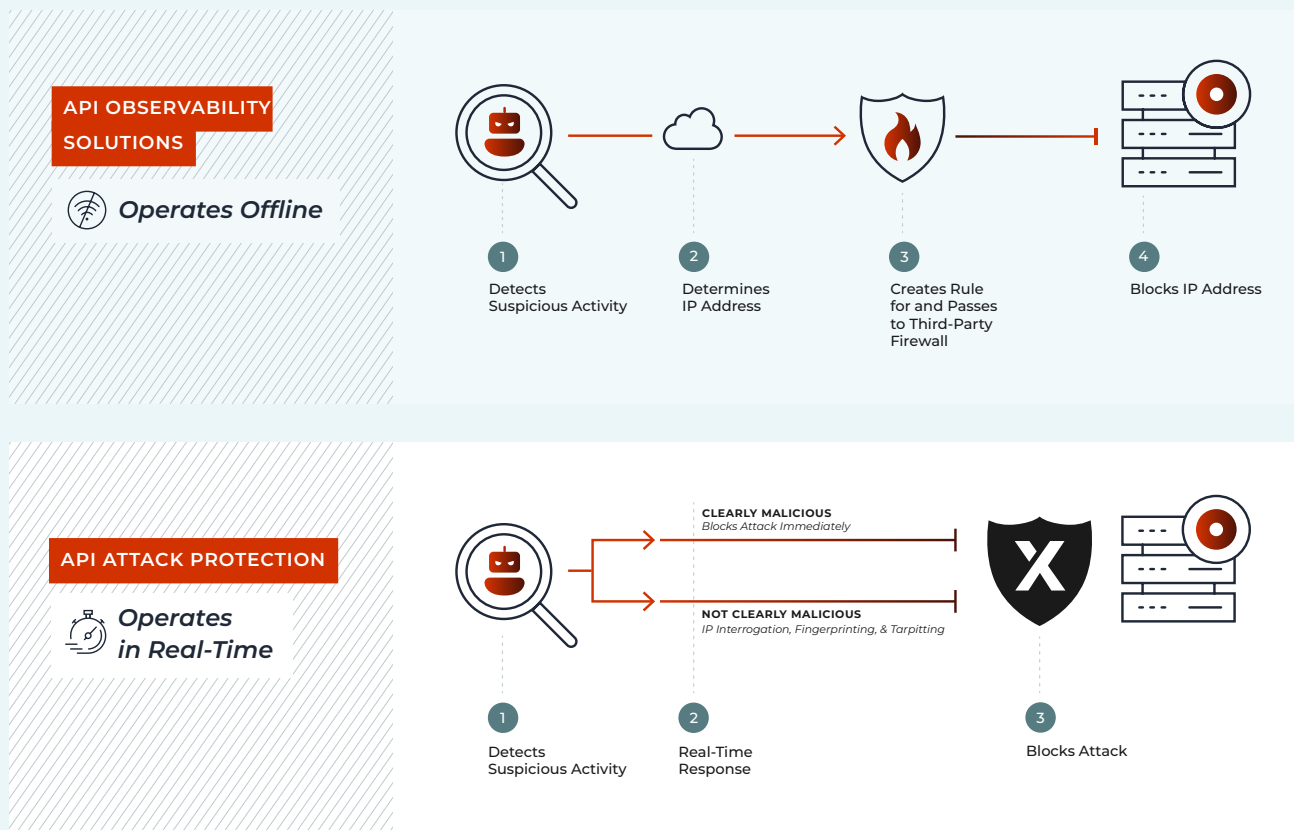 API OBSERVABILITY
SOLUTIONS
Operates Offline
1
Detects
Suspicious Activity
2
Determines
IP Address
3
Creates Rule
for and Passes
to Third-Party
Firewall
4
Blocks IP Address
API ATTACK PROTECTION
Operates
in Real-Time
CLEARLY MALICIOUS
Blocks Attack Immediately
NOT CLEARLY MALICIOUS
IP Interrogation, Fingerprinting, & Tarpitting
X
1
Detects
Suspicious Activity
2
Real-Time
Response
3
Blocks Attack